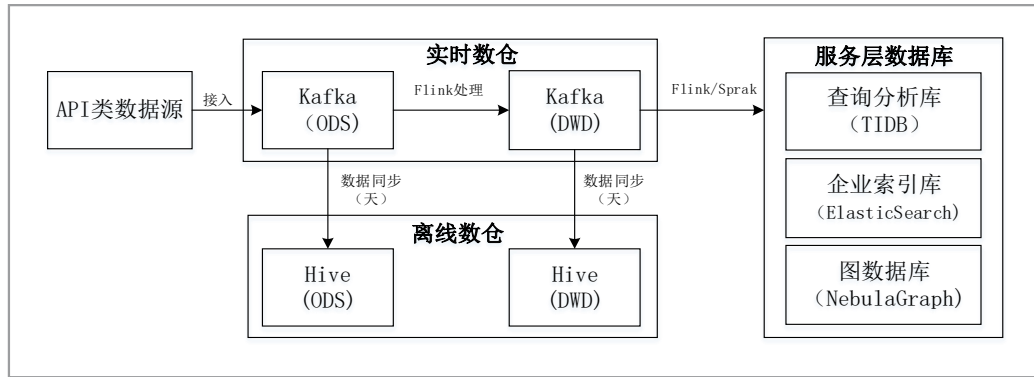 实时数仓
服务层数据库
API类数据源
接入
Kafka
（ODS)
Flink处理
Kafka
(DWD)
Flink/Sprak
查询分析库
（TIDB）
数据同步
（天）
数据同步
（天）
企业索引库
（ElasticSearch)
离线数仓
Hive
(ODS)
Hive
(DWD)
图数据库
（NebulaGraph)